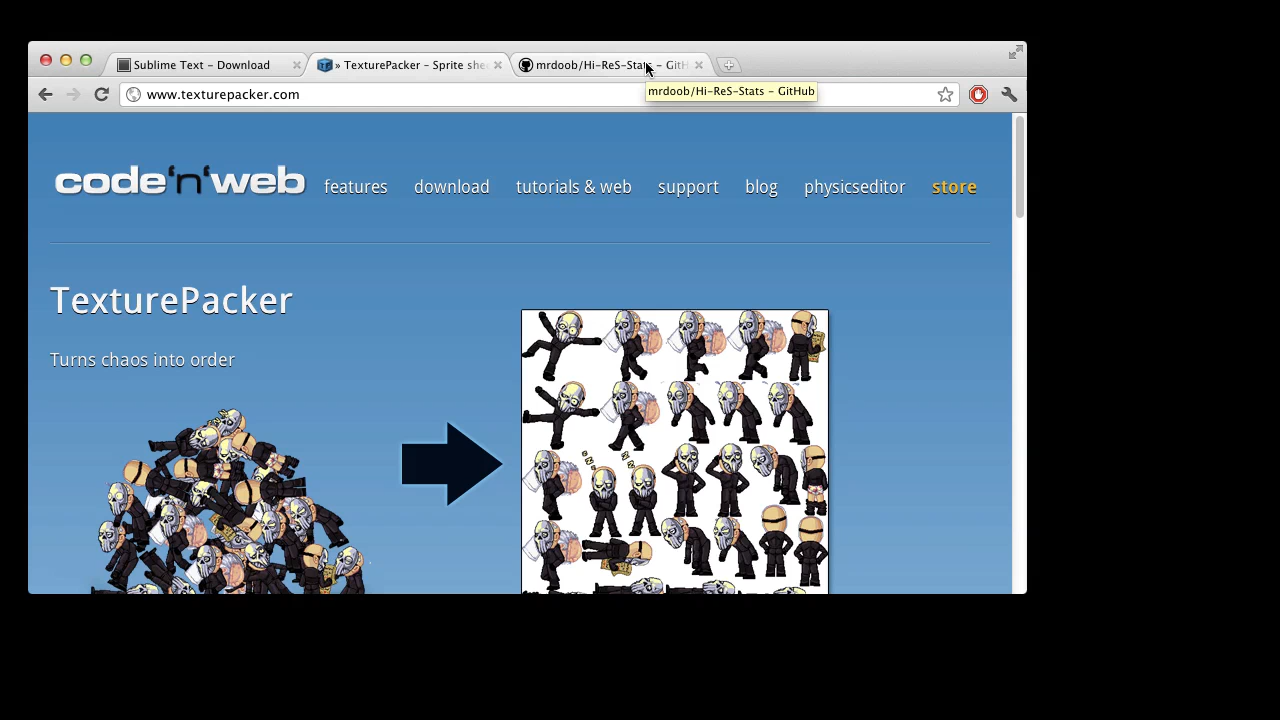 Sublime Text - Download
» TexturePacker - Sprite shee
mrdoob/Hi-ReS-Stats - GitH
www.texturepacker.com
mrdoob/Hi-ReS-Stats - GitHub
code'n'web
features
download
tutorials & web
support
blog
physicseditor
store
TexturePacker
Turns chaos into order